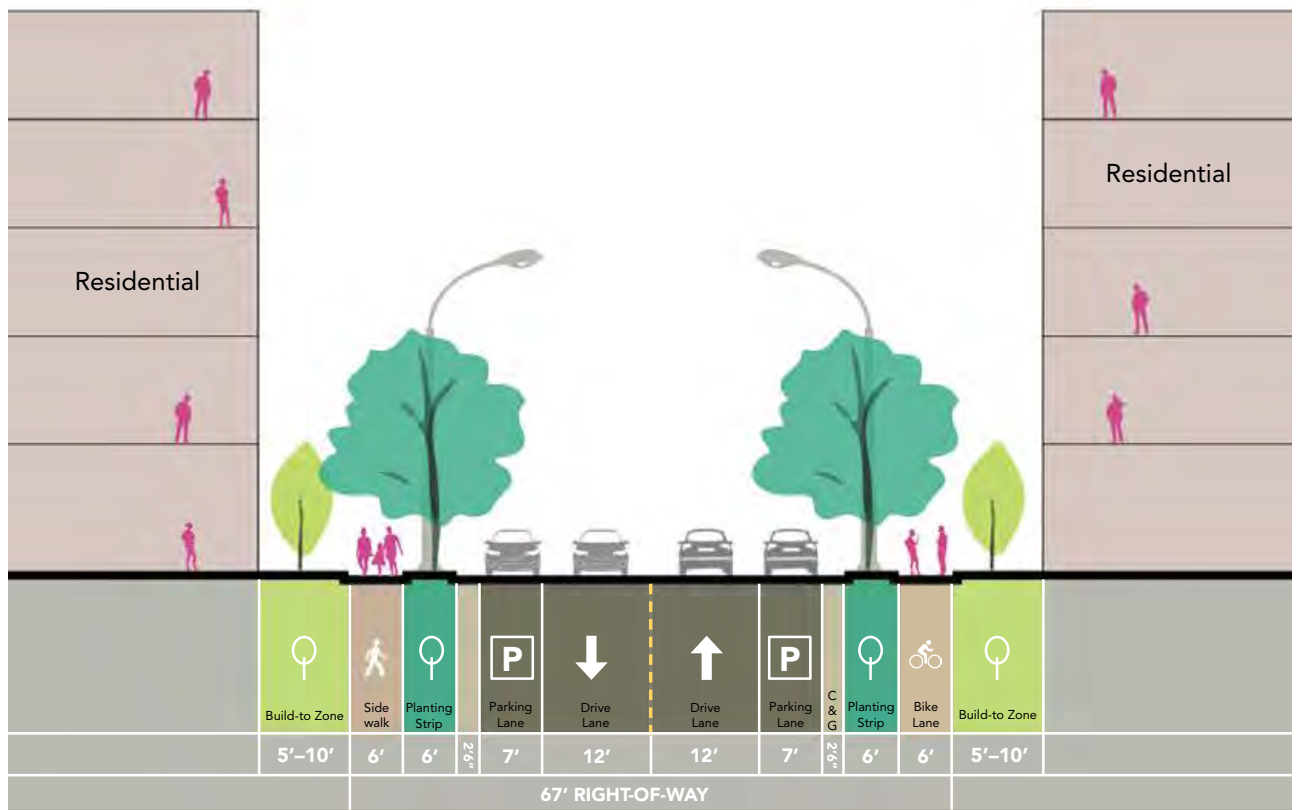 Residential
Residential
P
P
Build-to Zone
Side
walk
Planting
Strip
Parking
Lane
Drive
Lane
Drive
Lane
Parking
Lane
C
&
G
Planting
Strip
Bike
Lane
Build-to Zone
5’–10’
6’
6’
2’6”
7’
12’
12’
7’
2’6”
6’
6’
5’–10’
67’ RIGHT-OF-WAY